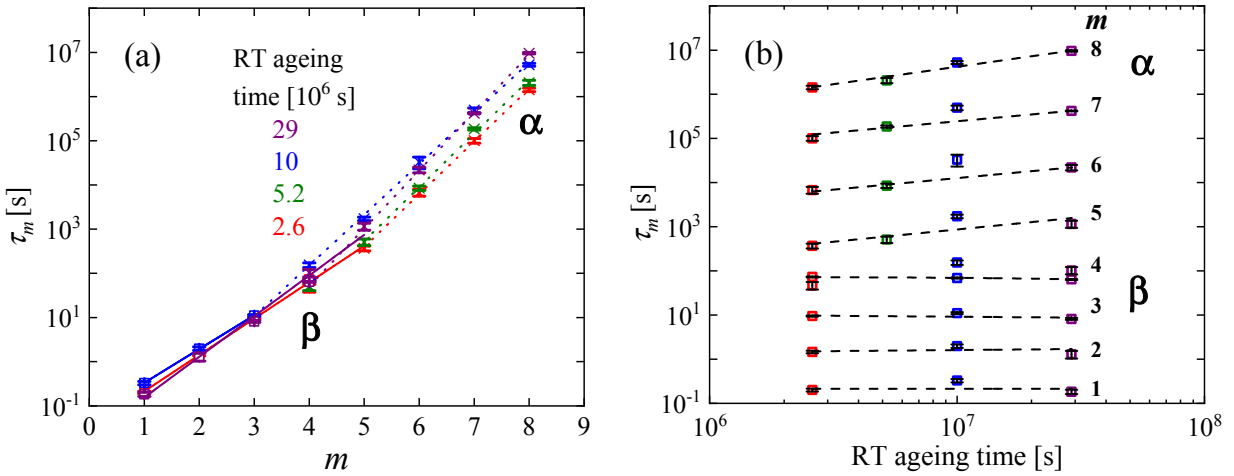 (a)
RT ageing
time [10⁶ s]
29
10
5.2
2.6
α
β
τₘ [s]
10⁷
10⁵
10³
10¹
10⁻¹
0 1 2 3 4 5 6 7 8 9
m
(b)
m
8
7
6
5
4
3
2
1
α
β
τₘ [s]
10⁷
10⁵
10³
10¹
10⁻¹
10⁶ 10⁷ 10⁸
RT ageing time [s]